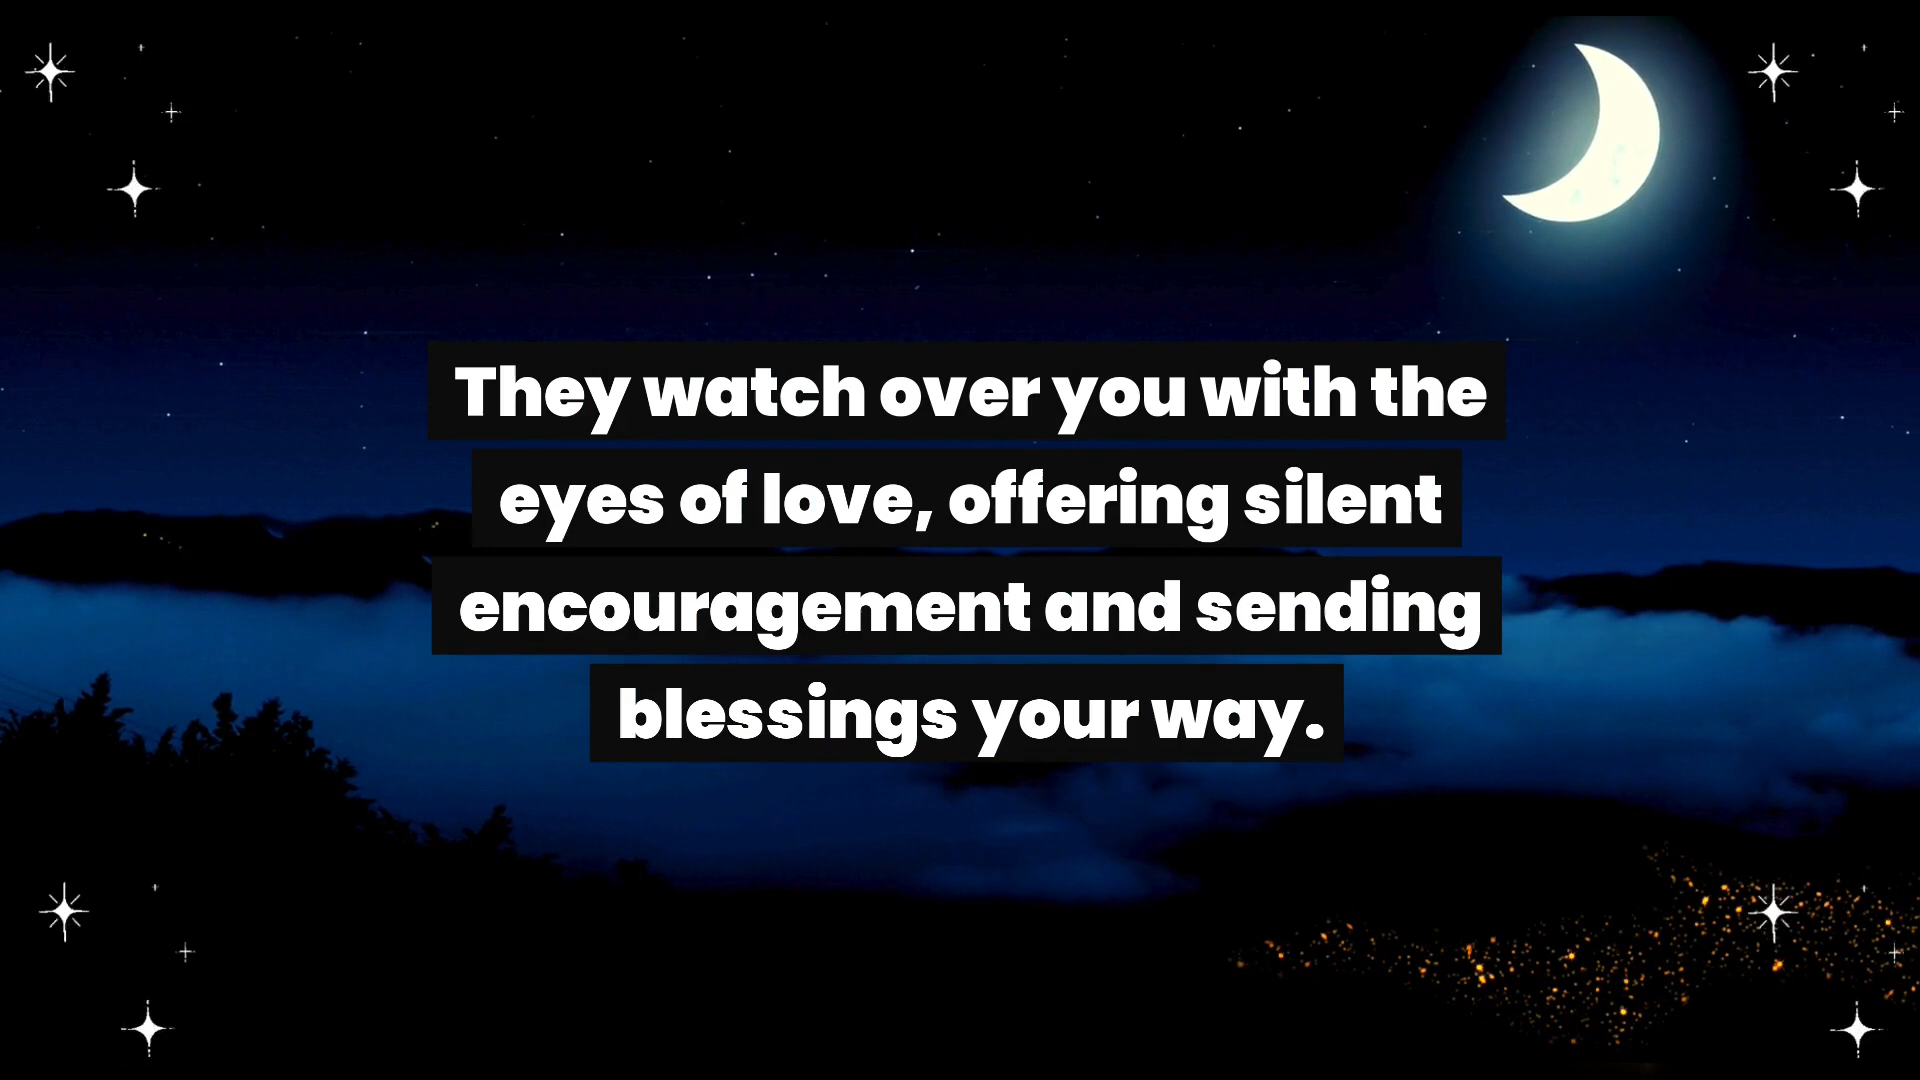 They watch over you with the
eyes of love, offering silent
encouragement and sending
blessings your way.